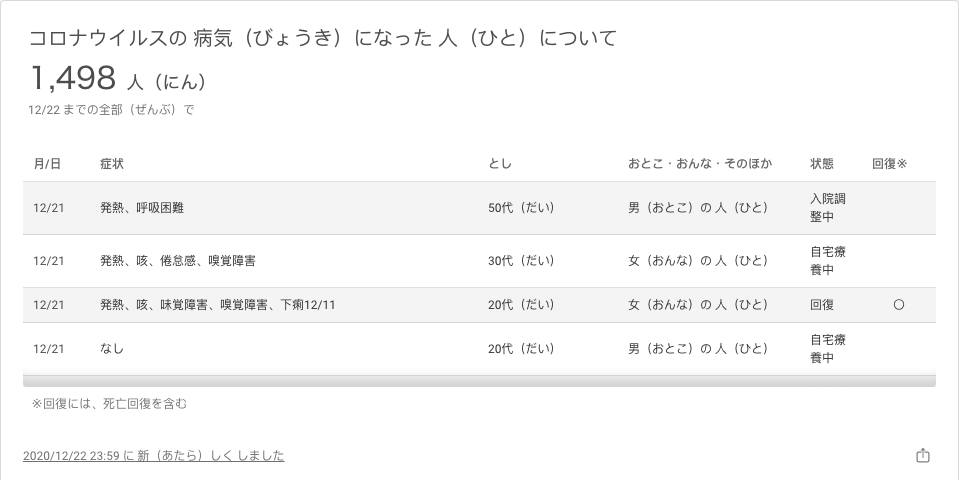 コロナウイルスの 病気（びょうき）になった 人（ひと）について
1,498 人（にん）
12/22 までの全部（ぜんぶ）で
月/日 症状 とし おとこ・おんな・そのほか 状態 回復※
12/21 発熱、呼吸困難 50代（だい） 男（おとこ）の 人（ひと） 入院調
整中
12/21 発熱、咳、倦怠感、嗅覚障害 30代（だい） 女（おんな）の 人（ひと） 自宅療
養中
12/21 発熱、咳、味覚障害、嗅覚障害、下痢12/11 20代（だい） 女（おんな）の 人（ひと） 回復 〇
12/21 なし 20代（だい） 男（おとこ）の 人（ひと） 自宅療
養中
※回復には、死亡回復を含む
2020/12/22 23:59 に 新（あたら）しく しました